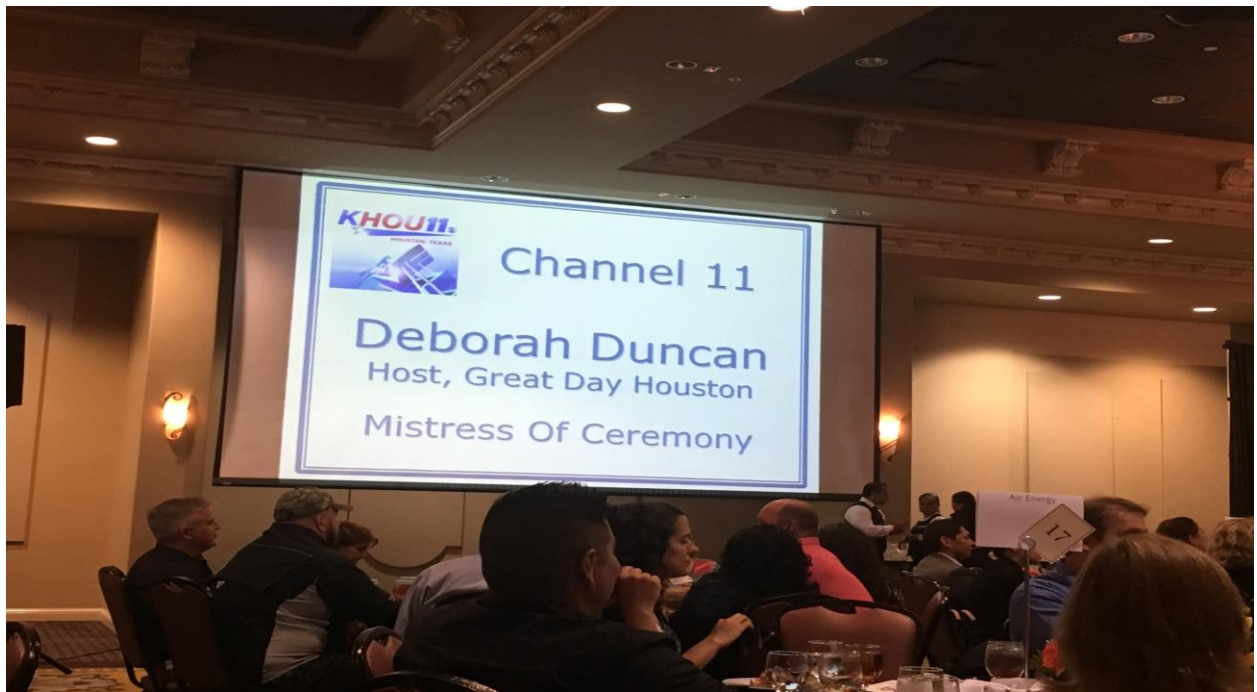 KHOU11
HOUSTON, TEXAS
Channel 11
Deborah Duncan
Host, Great Day Houston
Mistress Of Ceremony
Air Energy
17